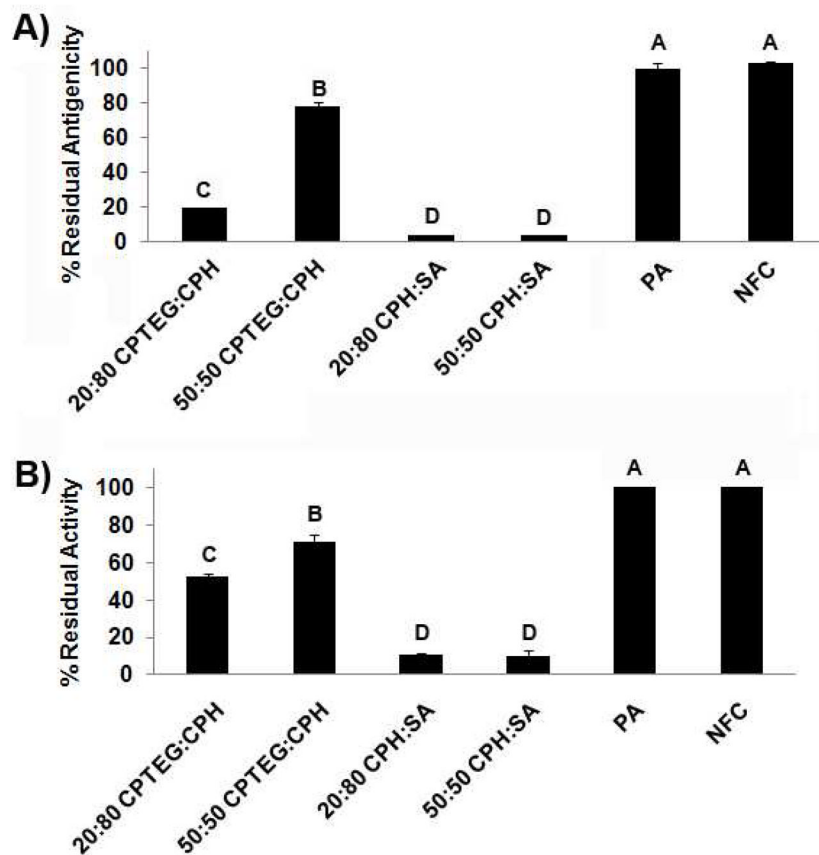 A)
% Residual Antigenicity
100
80
60
40
20
0
C
B
D
D
A
A
20:80 CPTEG:CPH
50:50 CPTEG:CPH
20:80 CPH:SA
50:50 CPH:SA
PA
NFC
B)
% Residual Activity
100
80
60
40
20
0
C
B
D
D
A
A
20:80 CPTEG:CPH
50:50 CPTEG:CPH
20:80 CPH:SA
50:50 CPH:SA
PA
NFC